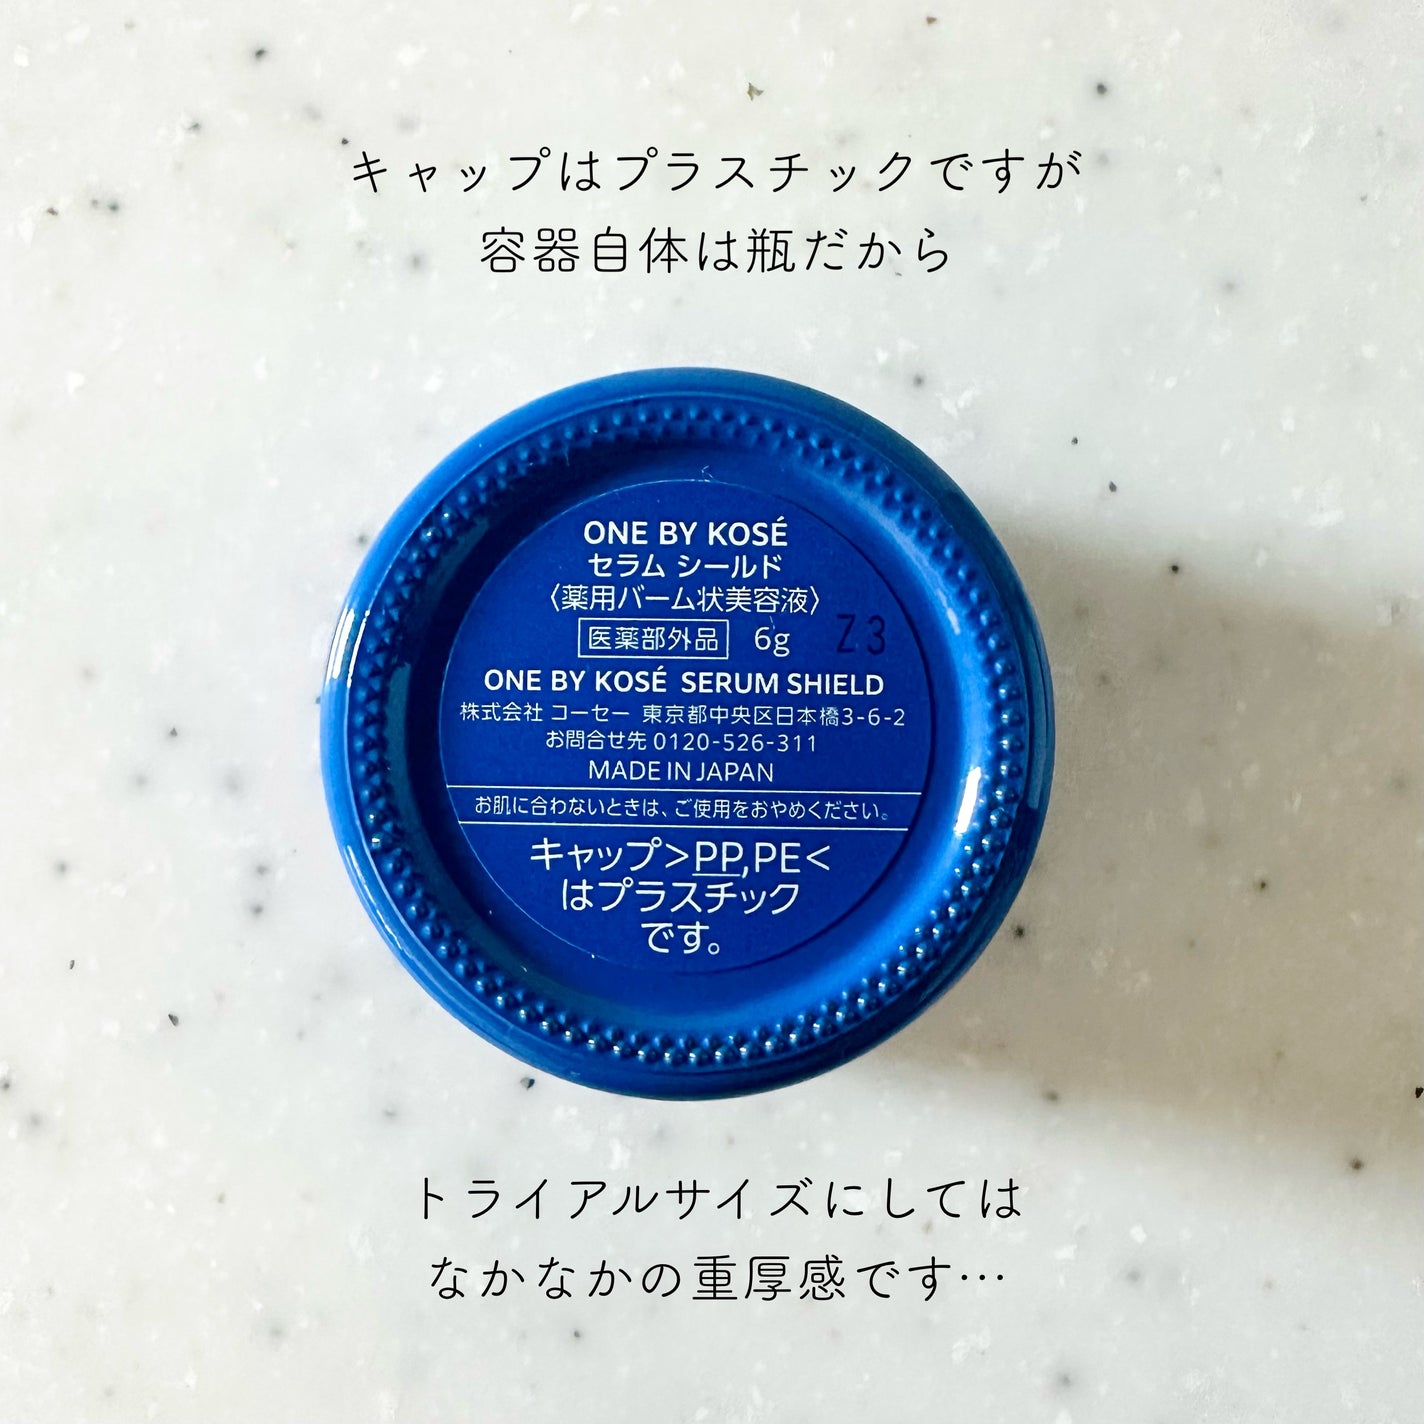 キャップはプラスチックですが
容器自体は瓶だから
ONE BY KOSÉ
セラム シールド
〈薬用バーム状美容液〉
医薬部外品 6g Z3
ONE BY KOSÉ SERUM SHIELD
株式会社 コーセー 東京都中央区日本橋3-6-2
お問合せ先 0120-526-311
MADE IN JAPAN
お肌に合わないときは、ご使用をおやめください。
キャップ>PP,PE<
はプラスチック
です。
トライアルサイズにしては
なかなかの重厚感です…